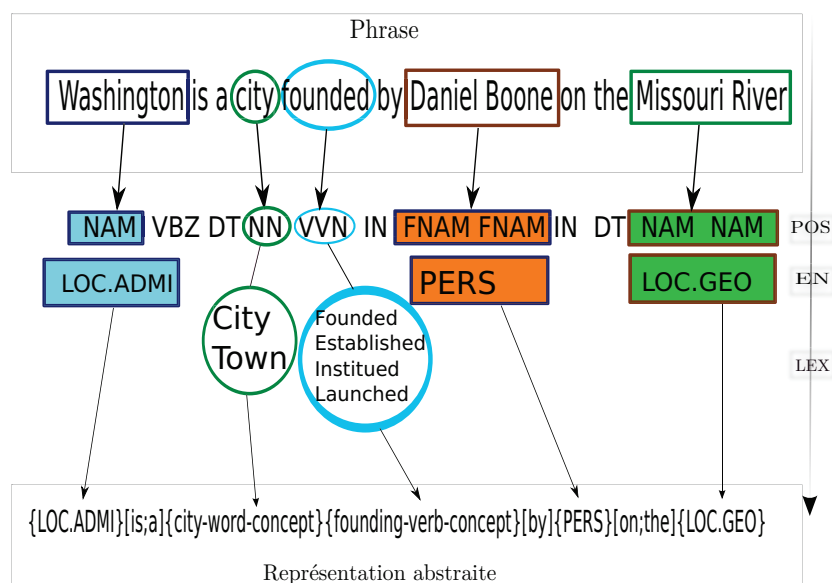 Phrase
Washington is a city founded by Daniel Boone on the Missouri River
NAM VBZ DT NN VVN IN FNAM FNAM IN DT NAM NAM POS
LOC.ADMI PERS LOC.GEO EN
City
Town
Founded
Established
Institued
Launched
LEX
{LOC.ADMI}[is;a]{city-word-concept}{founding-verb-concept}[by]{PERS}[on;the]{LOC.GEO}
Représentation abstraite